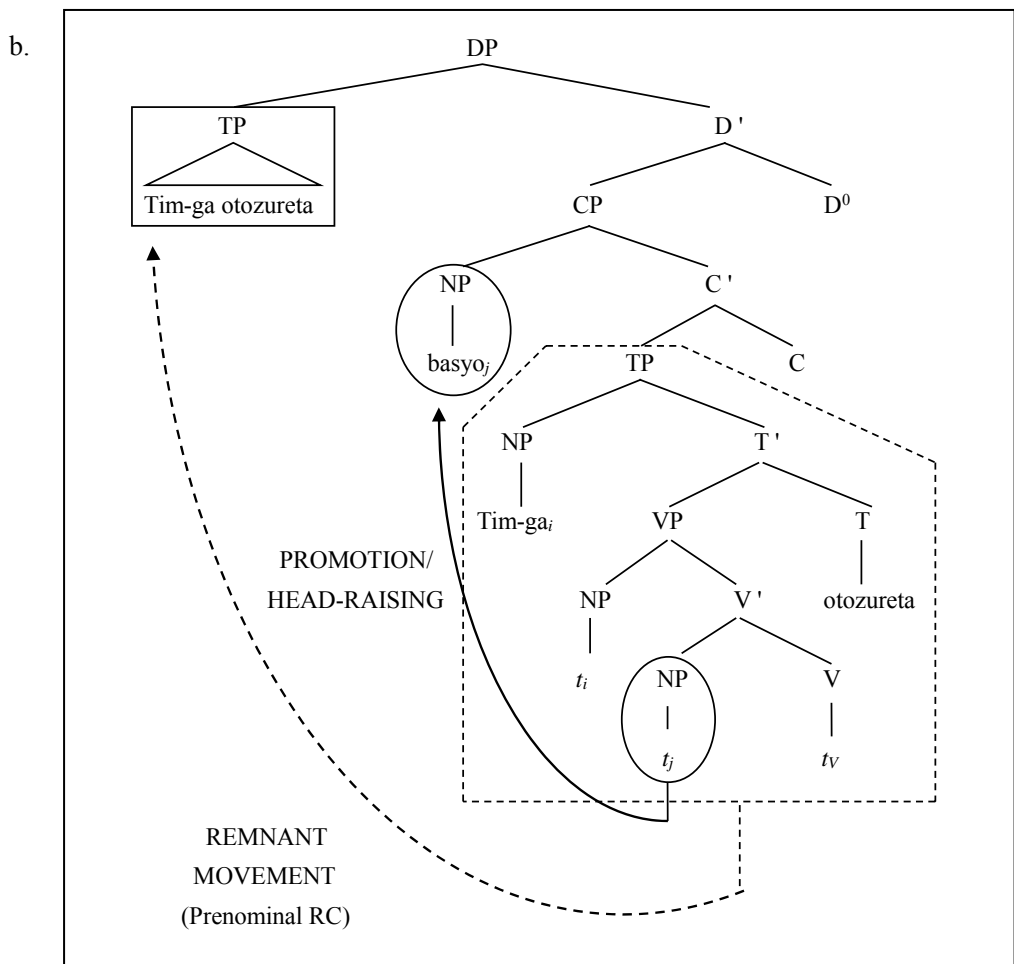 b.
DP
TP D '
Tim-ga otozureta CP D⁰
NP C '
basyoⱼ TP C
NP T '
Tim-gaᵢ VP T
PROMOTION/
HEAD-RAISING NP V ' otozureta
tᵢ NP V
tⱼ t_V
REMNANT
MOVEMENT
(Prenominal RC)